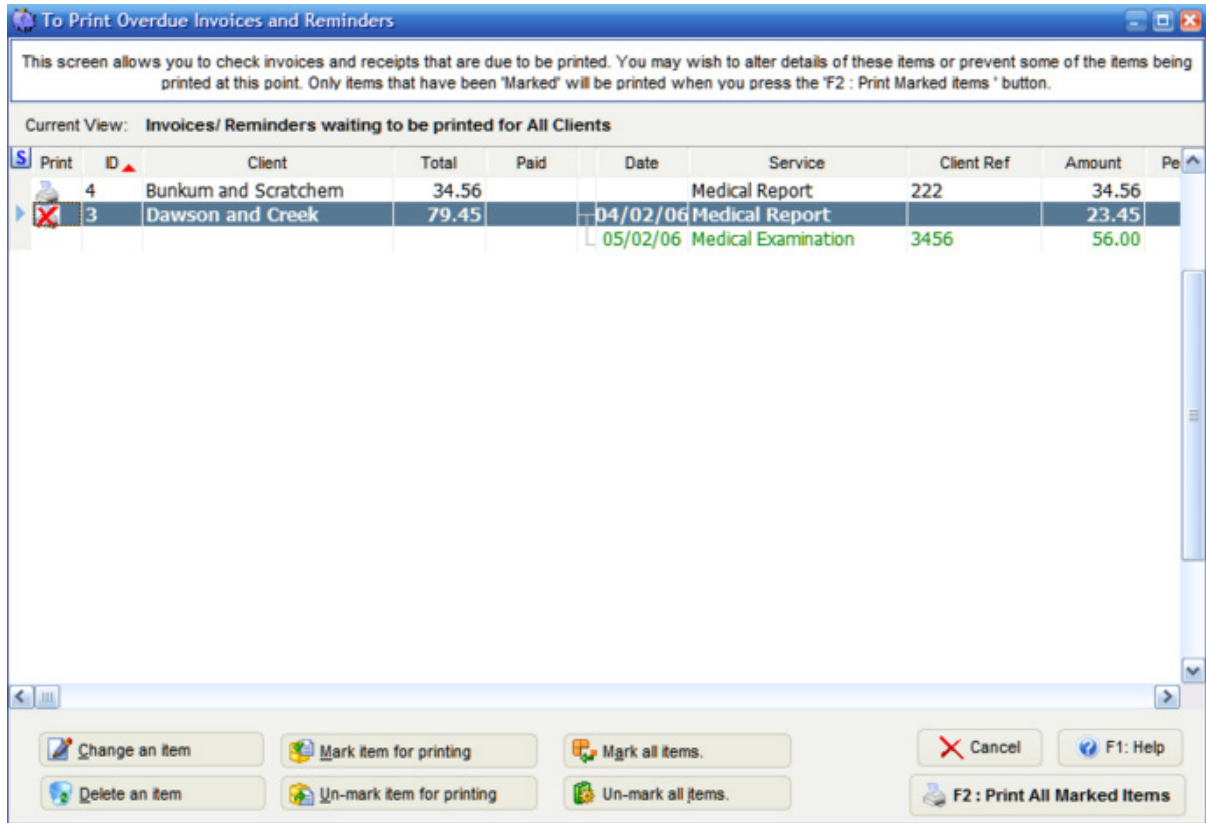 To Print Overdue Invoices and Reminders
This screen allows you to check invoices and receipts that are due to be printed. You may wish to alter details of these items or prevent some of the items being
printed at this point. Only items that have been 'Marked' will be printed when you press the 'F2 : Print Marked items ' button.
Current View: Invoices/ Reminders waiting to be printed for All Clients
S Print ID Client Total Paid Date Service Client Ref Amount Pe
4 Bunkum and Scratchem 34.56 Medical Report 222 34.56
3 Dawson and Creek 79.45 04/02/06 Medical Report 23.45
05/02/06 Medical Examination 3456 56.00
Change an item Mark item for printing Mark all items. Cancel F1: Help
Delete an item Un-mark item for printing Un-mark all items. F2 : Print All Marked Items